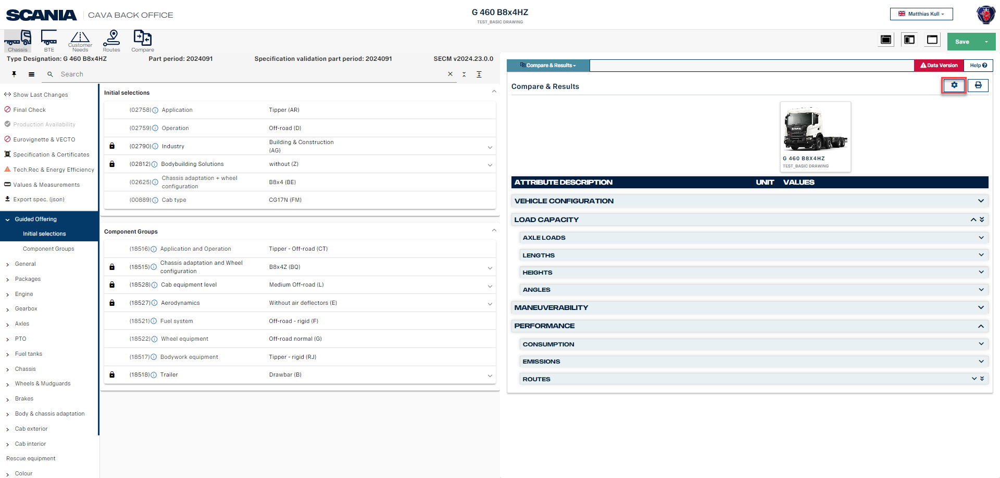 SCANIA
CAVA BACK OFFICE
G 460 B8x4HZ
TEST_BASIC DRAWING
Matthias Kull
Chassis
BTE
Customer Needs
Routes
Compare
Save
Type Designation: G 460 B8x4HZ
Part period: 2024091
Specification validation part period: 2024091
SECM v2024.23.0.0
Search
Show Last Changes
Final Check
Production Availability
Eurovignette & VECTO
Specification & Certificates
Tech.Rec & Energy Efficiency
Values & Measurements
Export spec. (json)
Guided Offering
Initial selections
Component Groups
General
Packages
Engine
Gearbox
Axles
PTO
Fuel tanks
Chassis
Wheels & Mudguards
Brakes
Body & chassis adaptation
Cab exterior
Cab interior
Rescue equipment
Colour
Initial selections
(02758) Application Tipper (AR)
(02759) Operation Off-road (D)
(02790) Industry Building & Construction (AG)
(02812) Bodybuilding Solutions without (Z)
(02625) Chassis adaptation + wheel configuration B8x4 (BE)
(00889) Cab type CG17N (FM)
Component Groups
(18516) Application and Operation Tipper - Off-road (CT)
(18515) Chassis adaptation and Wheel configuration B8x4Z (BQ)
(18528) Cab equipment level Medium Off-road (L)
(18527) Aerodynamics Without air deflectors (E)
(18521) Fuel system Off-road - rigid (F)
(18522) Wheel equipment Off-road normal (G)
(18517) Bodywork equipment Tipper - rigid (RJ)
(18518) Trailer Drawbar (B)
Compare & Results
Data Version
Help
Compare & Results
G 460 B8X4HZ
TEST_BASIC DRAWING
ATTRIBUTE DESCRIPTION UNIT VALUES
VEHICLE CONFIGURATION
LOAD CAPACITY
AXLE LOADS
LENGTHS
HEIGHTS
ANGLES
MANEUVERABILITY
PERFORMANCE
CONSUMPTION
EMISSIONS
ROUTES